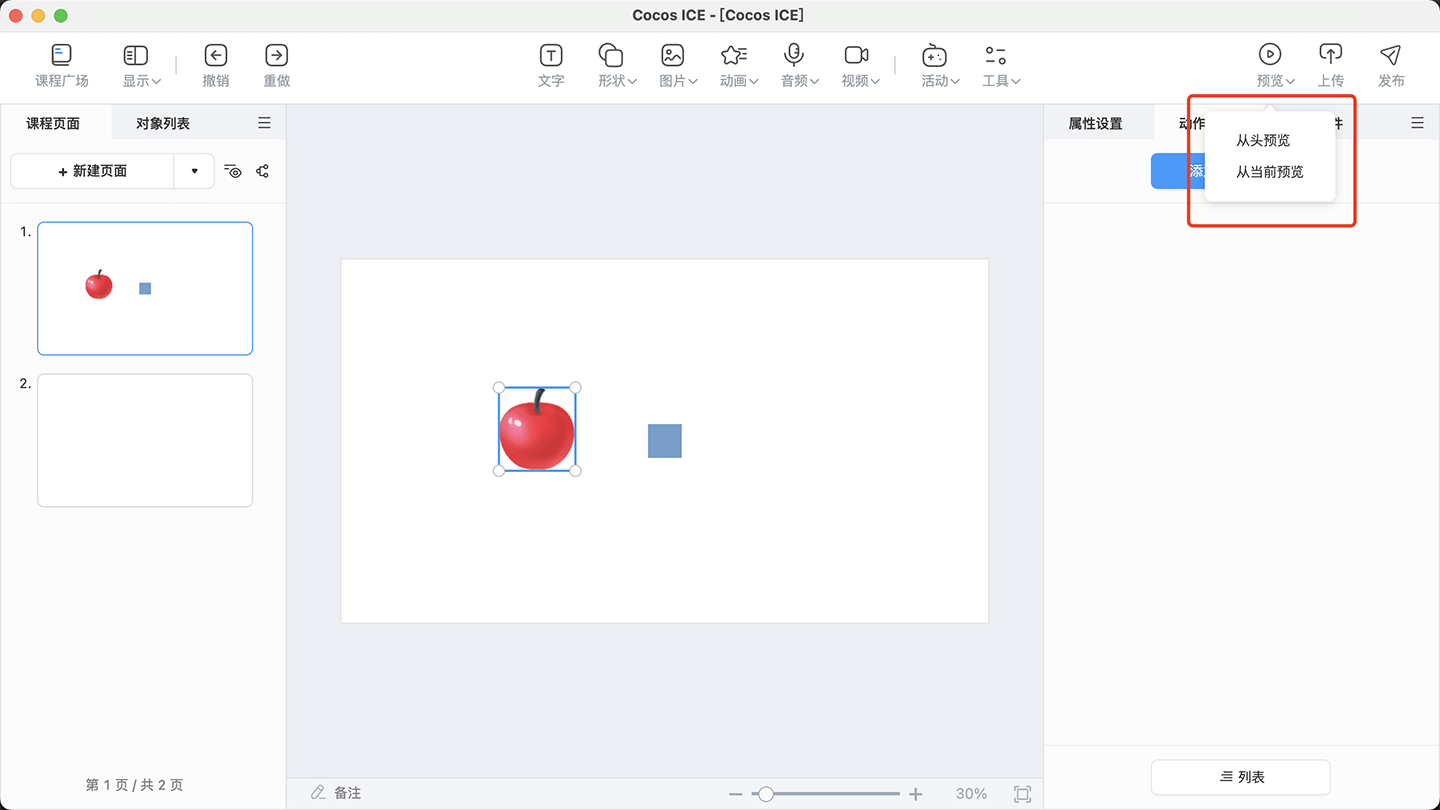 Cocos ICE - [Cocos ICE]
课程广场 显示 撤销 重做 文字 形状 图片 动画 音频 视频 活动 工具 预览 上传 发布
课程页面 对象列表
+ 新建页面
1.
2.
第 1 页 / 共 2 页
备注
30%
属性设置 动作 件
添
从头预览
从当前预览
列表